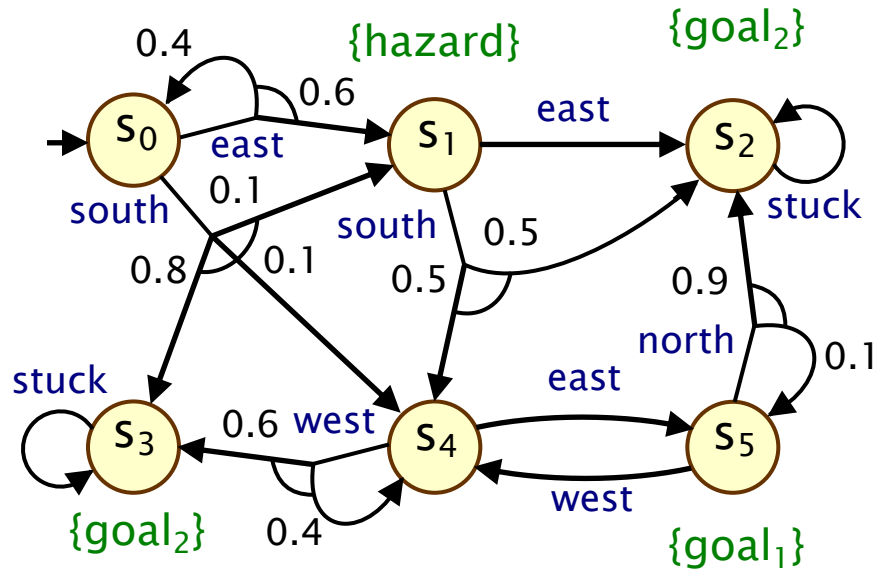 0.4
{hazard}
{goal₂}
0.6
s₀
east
s₁
east
s₂
south
0.1
south
0.5
stuck
0.8
0.1
0.5
0.9
north
0.1
stuck
east
s₃
0.6
west
s₄
s₅
0.4
west
{goal₂}
{goal₁}